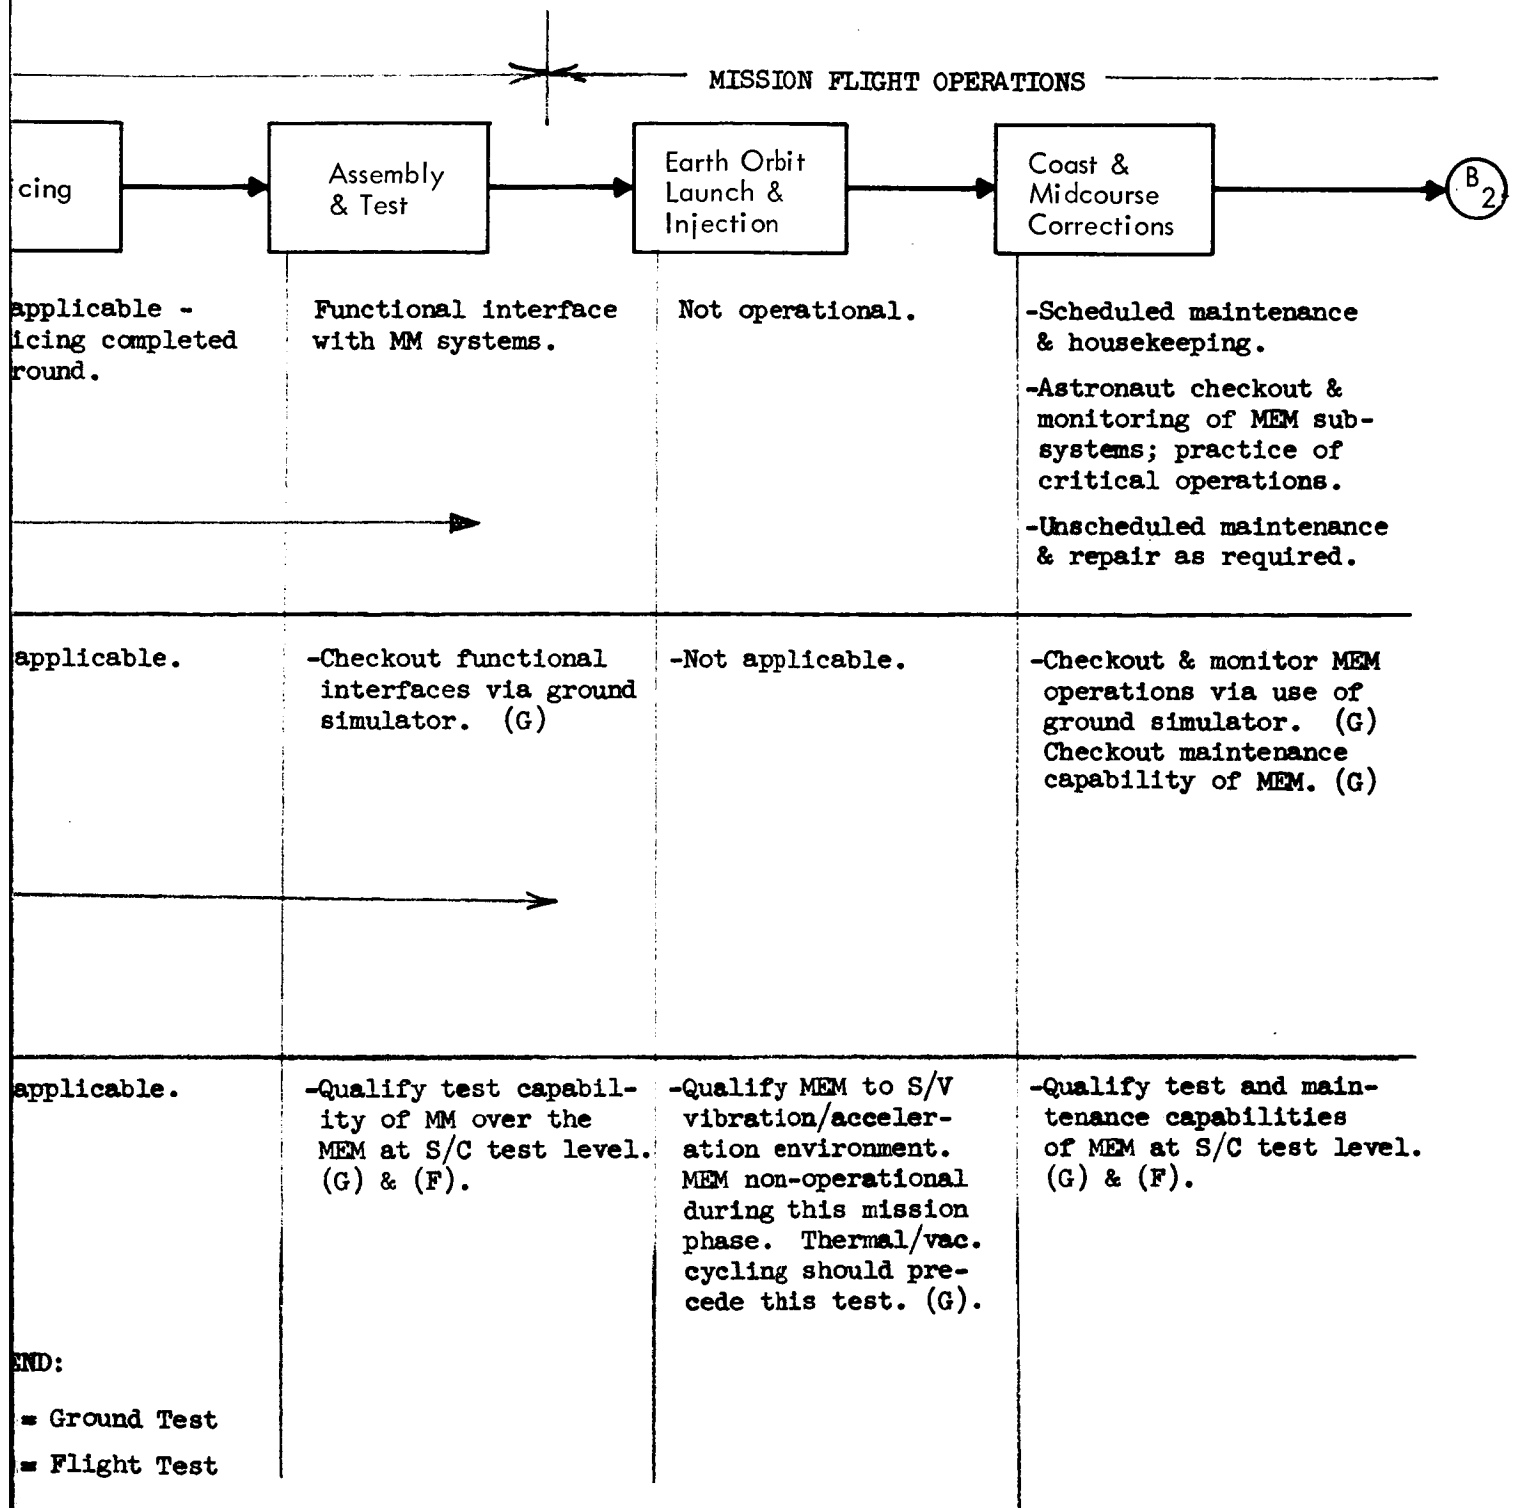 MISSION FLIGHT OPERATIONS
icing
Assembly
& Test
Earth Orbit
Launch &
Injection
Coast &
Midcourse
Corrections
B
2
applicable -
icing completed
round.
Functional interface
with MM systems.
Not operational.
-Scheduled maintenance
& housekeeping.
-Astronaut checkout &
monitoring of MEM sub-
systems; practice of
critical operations.
-Unscheduled maintenance
& repair as required.
applicable.
-Checkout functional
interfaces via ground
simulator. (G)
-Not applicable.
-Checkout & monitor MEM
operations via use of
ground simulator. (G)
Checkout maintenance
capability of MEM. (G)
applicable.
-Qualify test capabil-
ity of MM over the
MEM at S/C test level.
(G) & (F).
-Qualify MEM to S/V
vibration/acceler-
ation environment.
MEM non-operational
during this mission
phase. Thermal/vac.
cycling should pre-
cede this test. (G).
-Qualify test and main-
tenance capabilities
of MEM at S/C test level.
(G) & (F).
END:
= Ground Test
= Flight Test